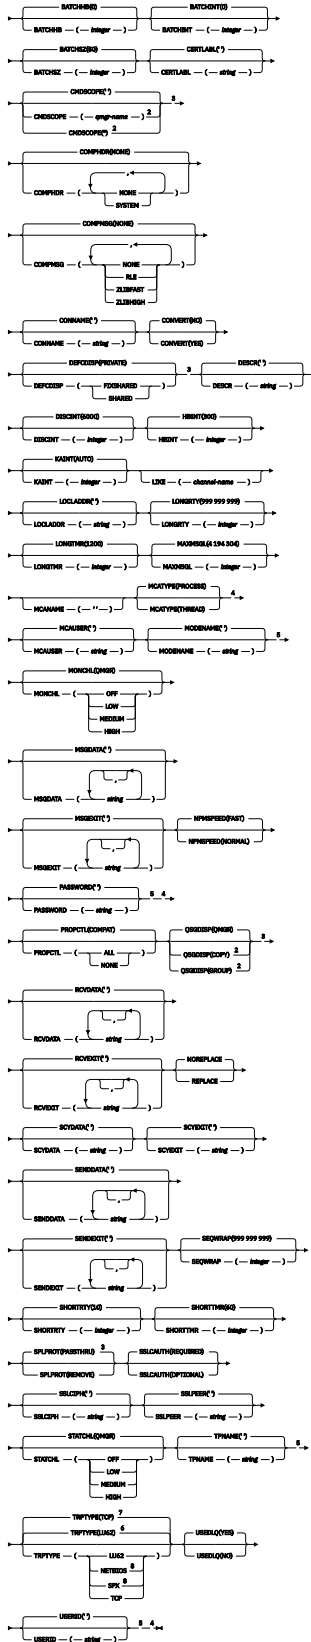 BATCHHB(0) BATCHINT(0)
BATCHHB ( integer ) BATCHINT ( integer )
BATCHSZ(50) CERTLABL(' ')
BATCHSZ ( integer ) CERTLABL ( string )
CMDSCOPE(' ') 3
CMDSCOPE ( qmgr-name ) 2
CMDSCOPE(*) 2
COMPHDR(NONE)
,
COMPHDR ( NONE )
SYSTEM
COMPMSG(NONE)
,
COMPMSG ( NONE )
RLE
ZLIBFAST
ZLIBHIGH
CONNAME(' ') CONVERT(NO)
CONNAME ( string ) CONVERT(YES)
DEFCDISP(PRIVATE) 3 DESCR(' ')
DEFCDISP ( FIXSHARED ) DESCR ( string )
SHARED
DISCINT(6000) HBINT(300)
DISCINT ( integer ) HBINT ( integer )
KAINT(AUTO)
KAINT ( integer ) LIKE ( channel-name )
LOCLADDR(' ') LONGRTY(999 999 999)
LOCLADDR ( string ) LONGRTY ( integer )
LONGTMR(1200) MAXMSGL(4 194 304)
LONGTMR ( integer ) MAXMSGL ( integer )
MCATYPE(PROCESS) 4
MCANAME ( ' ' ) MCATYPE(THREAD)
MCAUSER(' ') MODENAME(' ') 5
MCAUSER ( string ) MODENAME ( string )
MONCHL(QMGR)
MONCHL ( OFF )
LOW
MEDIUM
HIGH
MSGDATA(' ')
,
MSGDATA ( string )
MSGEXIT(' ') NPMSPEED(FAST)
, NPMSPEED(NORMAL)
MSGEXIT ( string )
PASSWORD(' ') 5 4
PASSWORD ( string )
PROPCTL(COMPAT) QSGDISP(QMGR) 3
PROPCTL ( ALL ) QSGDISP(COPY) 2
NONE QSGDISP(GROUP) 2
RCVDATA(' ')
,
RCVDATA ( string )
RCVEXIT(' ') NOREPLACE
, REPLACE
RCVEXIT ( string )
SCYDATA(' ') SCYEXIT(' ')
SCYDATA ( string ) SCYEXIT ( string )
SENDDATA(' ')
,
SENDDATA ( string )
SENDEXIT(' ') SEQWRAP(999 999 999)
, SEQWRAP ( integer )
SENDEXIT ( string )
SHORTRTY(10) SHORTTMR(60)
SHORTRTY ( integer ) SHORTTMR ( integer )
SPLPROT(PASSTHRU) 3 SSLCAUTH(REQUIRED)
SPLPROT(REMOVE) SSLCAUTH(OPTIONAL)
SSLCIPH(' ') SSLPEER(' ')
SSLCIPH ( string ) SSLPEER ( string )
STATCHL(QMGR) TPNAME(' ') 5
STATCHL ( OFF ) TPNAME ( string )
LOW
MEDIUM
HIGH
TRPTYPE(TCP) 7
TRPTYPE(LU62) 6 USEDLQ(YES)
TRPTYPE ( LU62 ) USEDLQ(NO)
NETBIOS 8
SPX 8
TCP
USERID(' ') 5 4
USERID ( string )